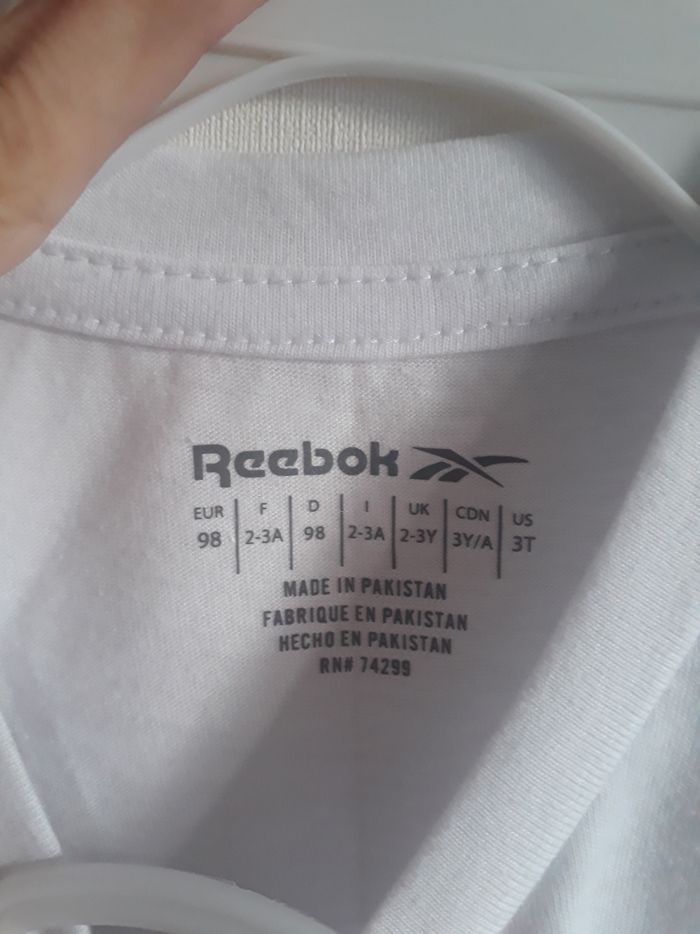 Reebok
EUR F D I UK CDN US
98 2-3A 98 2-3A 2-3Y 3Y/A 3T
MADE IN PAKISTAN
FABRIQUE EN PAKISTAN
HECHO EN PAKISTAN
RN# 74299